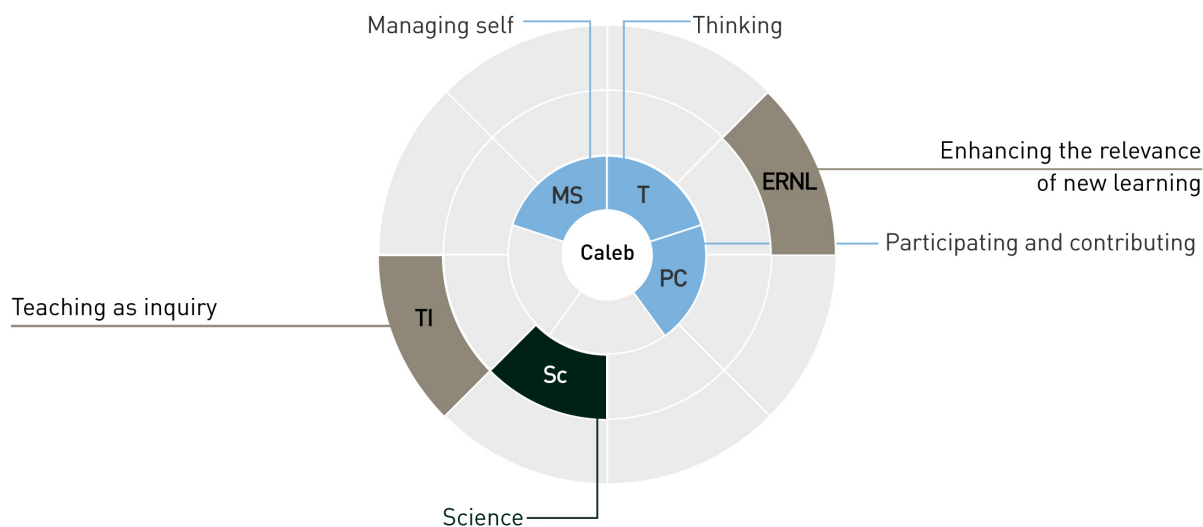 Managing self
Thinking
Enhancing the relevance
of new learning
MS
T
ERNL
Participating and contributing
Caleb
PC
Teaching as inquiry
TI
Sc
Science